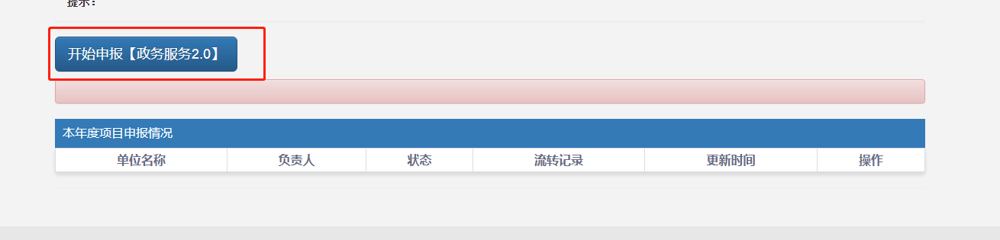 提示：
开始申报【政务服务2.0】
本年度项目申报情况
单位名称 负责人 状态 流转记录 更新时间 操作